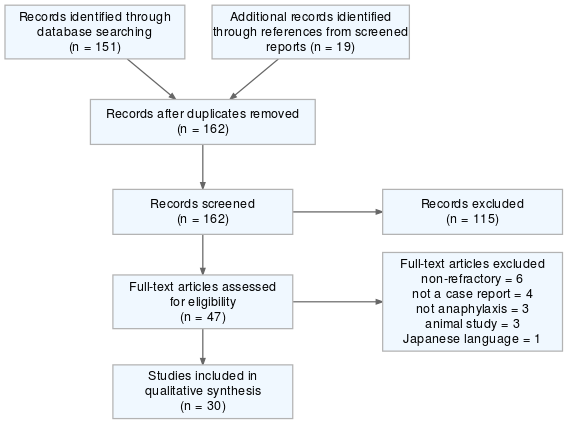 Records identified through
database searching
(n = 151)
Additional records idientified
through references from screened
reports (n = 19)
Records after duplicates removed
(n = 162)
Records screened
(n = 162)
Records excluded
(n = 115)
Full-text articles assessed
for eligibility
(n = 47)
Full-text articles excluded
non-refractory = 6
not a case report = 4
not anaphylaxis = 3
animal study = 3
Japanese language = 1
Studies included in
qualitative synthesis
(n = 30)